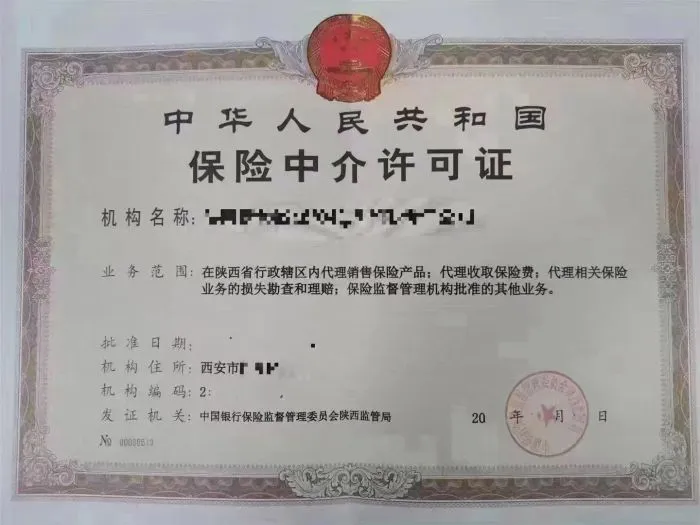 中华人民共和国
保险中介许可证
机构名称:
业务范围: 在陕西省行政辖区内代理销售保险产品;代理收取保险费;代理相关保险
业务的损失勘查和理赔;保险监督管理机构批准的其他业务。
批准日期:
机构住所: 西安市
机构编码: 2
发证机关: 中国银行保险监督管理委员会陕西监管局
20 年 月 日
№